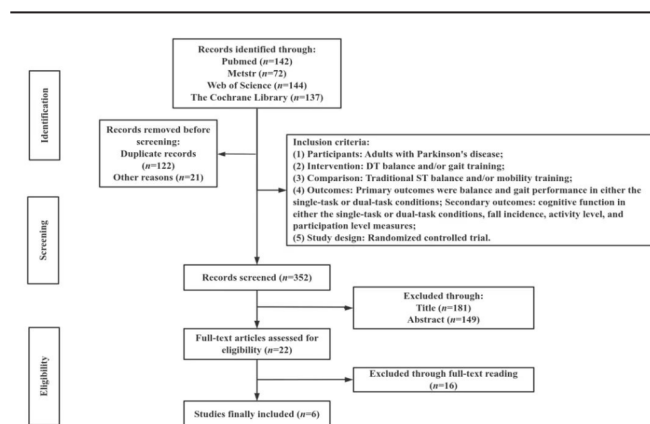 Records identified through:
Pubmed (n=142)
Metstr (n=72)
Web of Science (n=144)
The Cochrane Library (n=137)
Identification
Records removed before
screening:
Duplicate records
(n=122)
Other reasons (n=21)
Inclusion criteria:
(1) Participants: Adults with Parkinson's disease;
(2) Intervention: DT balance and/or gait training;
(3) Comparison: Traditional ST balance and/or mobility training;
(4) Outcomes: Primary outcomes were balance and gait performance in either the
single-task or dual-task conditions; Secondary outcomes: cognitive function in
either the single-task or dual-task conditions, fall incidence, activity level, and
participation level measures;
(5) Study design: Randomized controlled trial.
Screening
Records screened (n=352)
Excluded through:
Title (n=181)
Abstract (n=149)
Full-text articles assessed for
eligibility (n=22)
Eligibility
Excluded through full-text reading
(n=16)
Studies finally included (n=6)